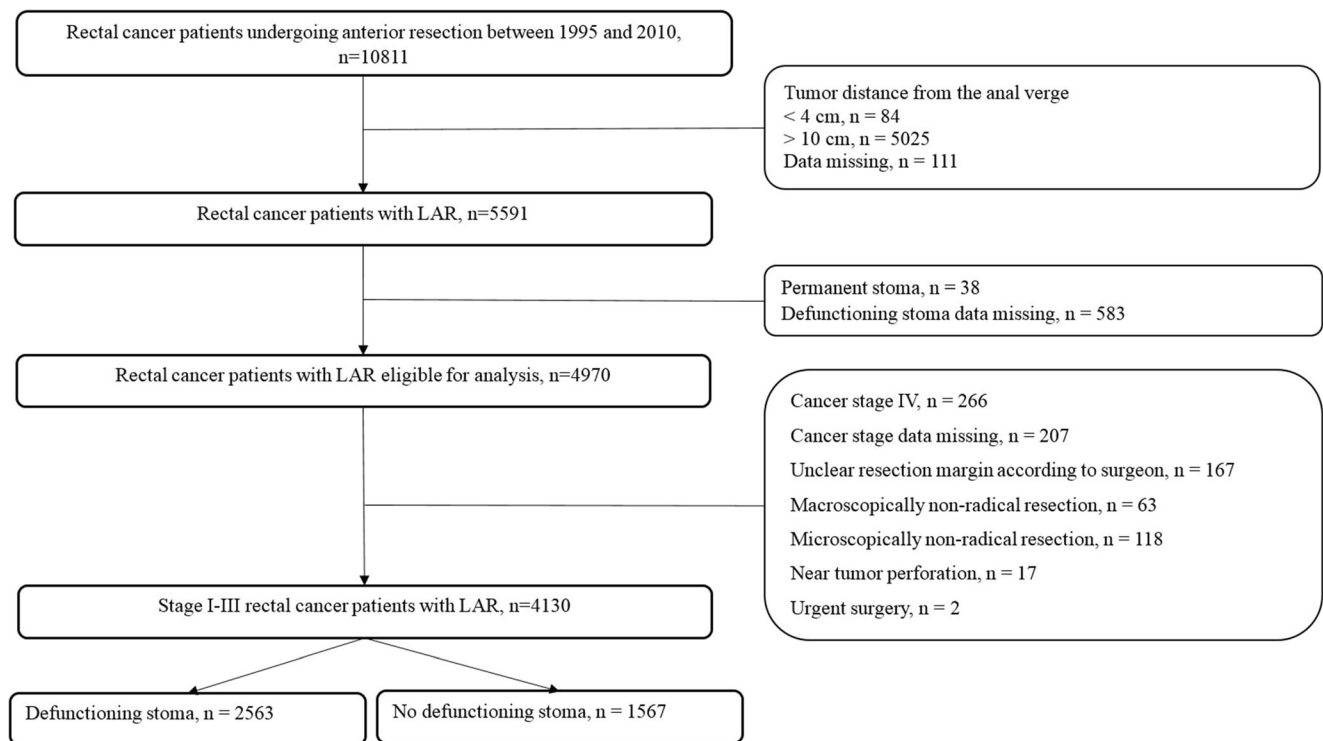 Rectal cancer patients undergoing anterior resection between 1995 and 2010,
n=10811
Tumor distance from the anal verge
< 4 cm, n = 84
> 10 cm, n = 5025
Data missing, n = 111
Rectal cancer patients with LAR, n=5591
Permanent stoma, n = 38
Defunctioning stoma data missing, n = 583
Rectal cancer patients with LAR eligible for analysis, n=4970
Cancer stage IV, n = 266
Cancer stage data missing, n = 207
Unclear resection margin according to surgeon, n = 167
Macroscopically non-radical resection, n = 63
Microscopically non-radical resection, n = 118
Near tumor perforation, n = 17
Urgent surgery, n = 2
Stage I-III rectal cancer patients with LAR, n=4130
Defunctioning stoma, n = 2563
No defunctioning stoma, n = 1567